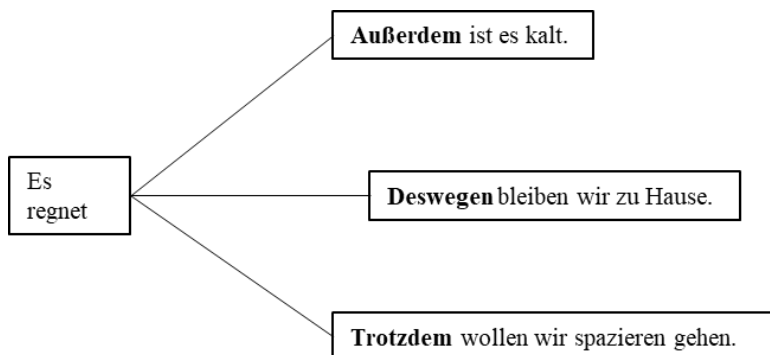 Außerdem ist es kalt.
Es
regnet
Deswegen bleiben wir zu Hause.
Trotzdem wollen wir spazieren gehen.